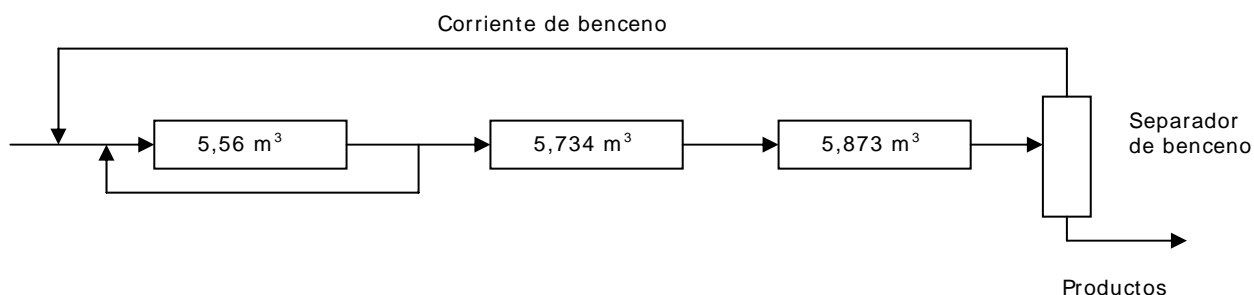 Corriente de benceno
5,56 m³
5,734 m³
5,873 m³
Separador
de benceno
Productos